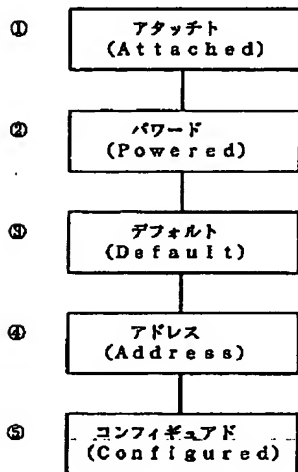 ① アタッチト
(Attached)
② パワード
(Powered)
③ デフォルト
(Default)
④ アドレス
(Address)
⑤ コンフィギュアド
(Configured)